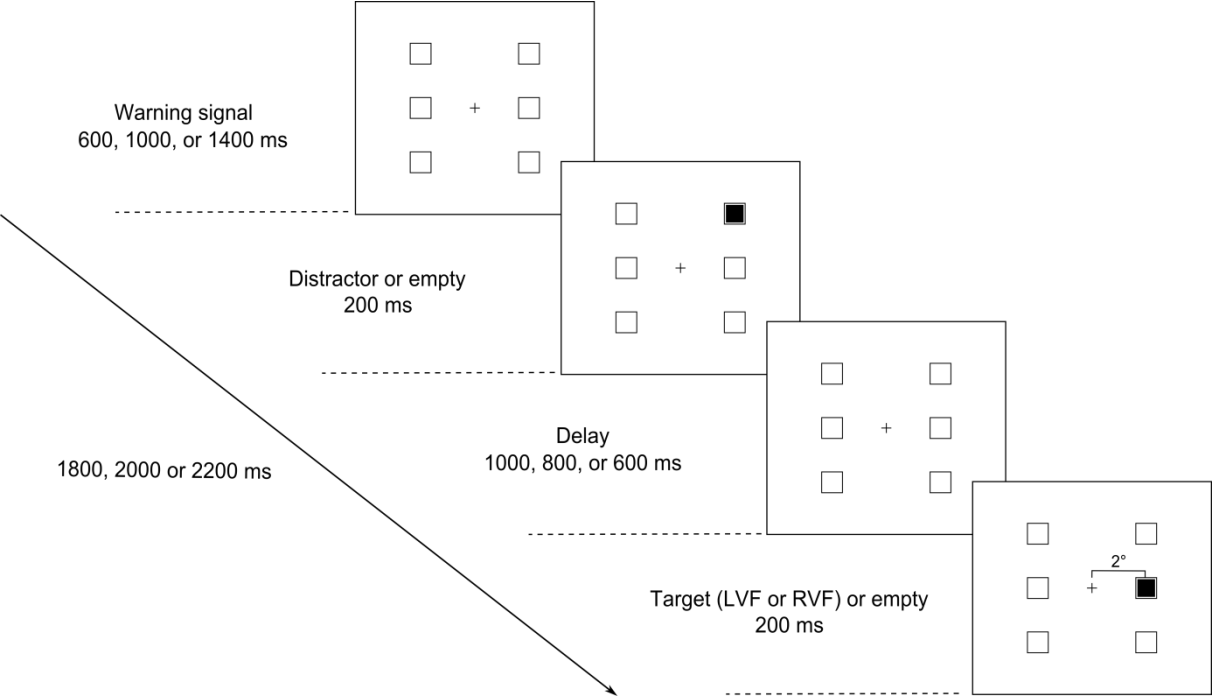 Warning signal
600, 1000, or 1400 ms
Distractor or empty
200 ms
Delay
1000, 800, or 600 ms
1800, 2000 or 2200 ms
2°
Target (LVF or RVF) or empty
200 ms